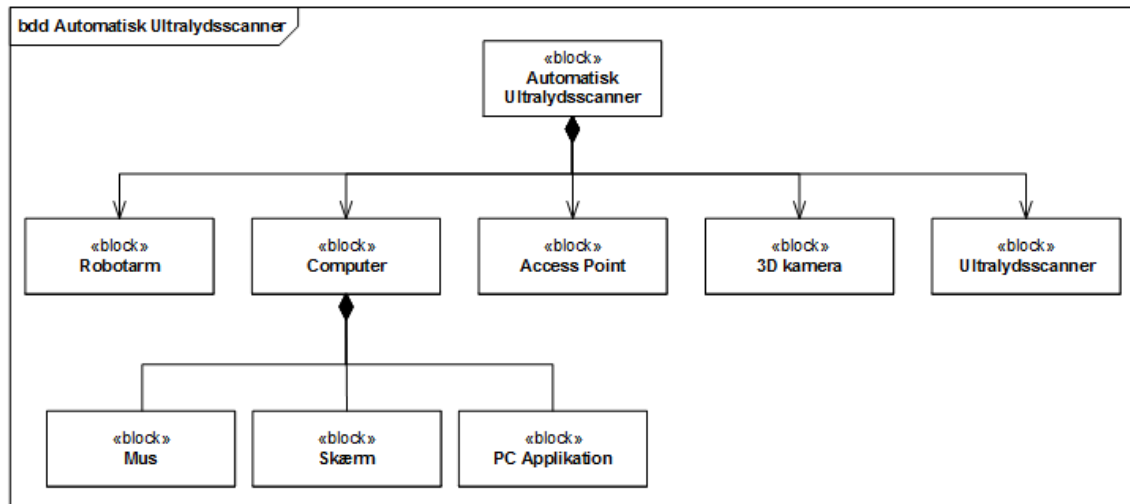 bdd Automatisk Ultralydsscanner
«block»
Automatisk
Ultralydsscanner
«block»
Robotarm
«block»
Computer
«block»
Access Point
«block»
3D kamera
«block»
Ultralydsscanner
«block»
Mus
«block»
Skærm
«block»
PC Applikation